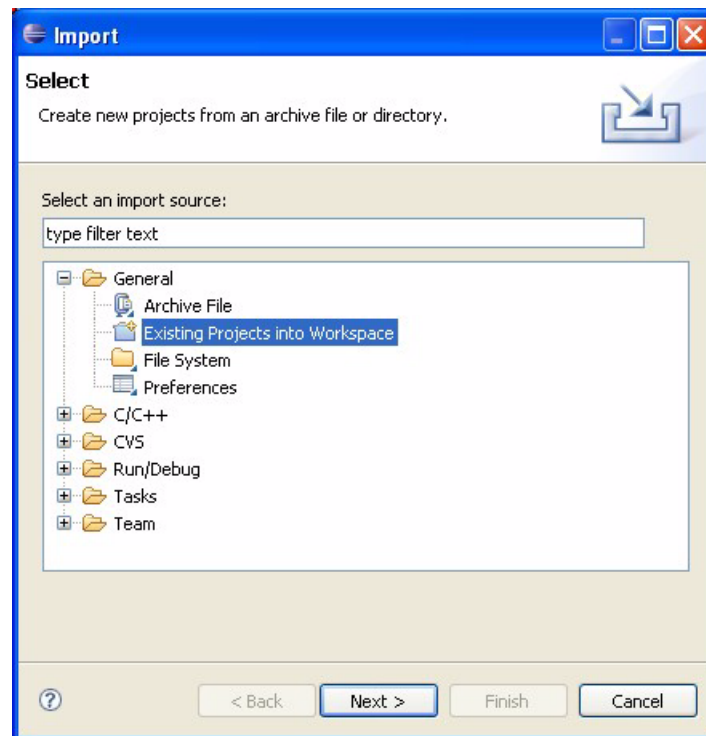 Import
Select
Create new projects from an archive file or directory.
Select an import source:
type filter text
General
Archive File
Existing Projects into Workspace
File System
Preferences
C/C++
CVS
Run/Debug
Tasks
Team
? < Back Next > Finish Cancel